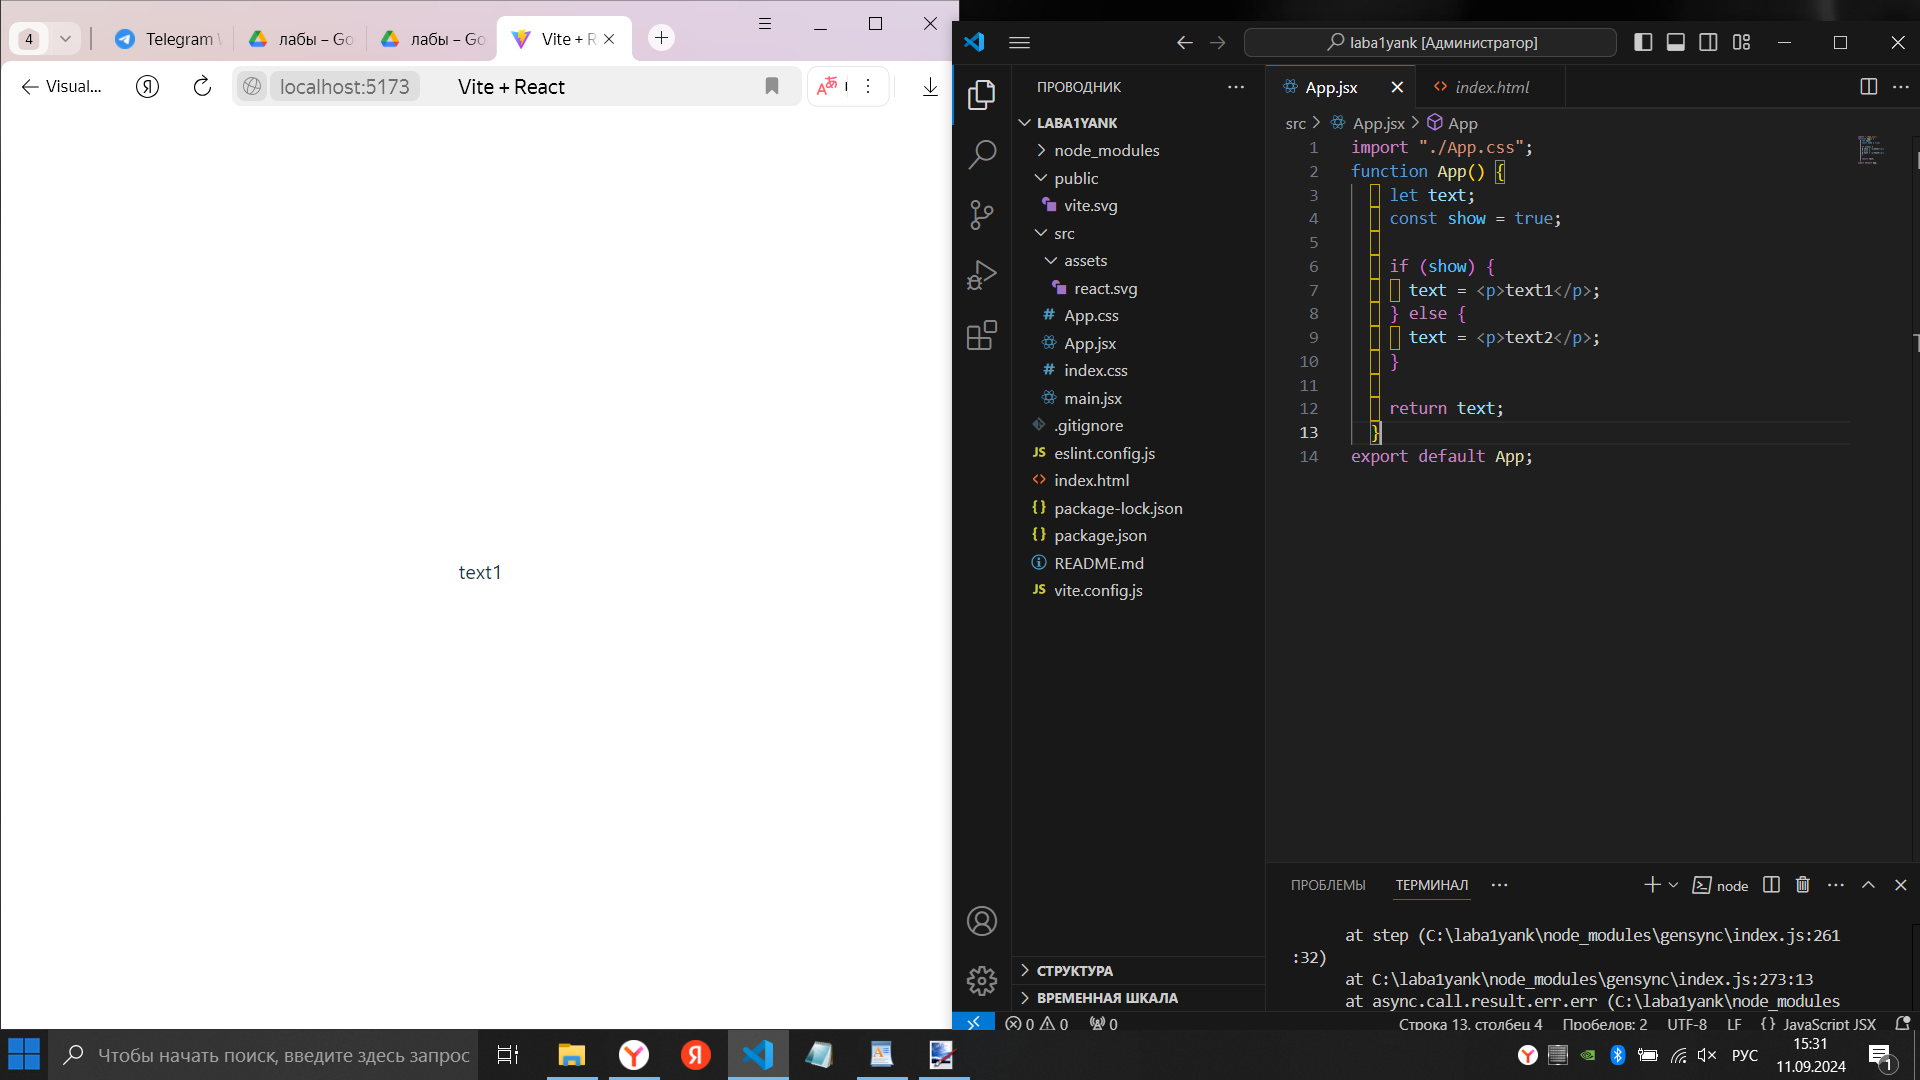 4
Telegram
лабы – Go
лабы – Go
Vite + R
Visual...
localhost:5173
Vite + React
laba1yank [Администратор]
ПРОВОДНИК
LABA1YANK
node_modules
public
vite.svg
src
assets
react.svg
App.css
App.jsx
index.css
main.jsx
.gitignore
eslint.config.js
index.html
package-lock.json
package.json
README.md
vite.config.js
СТРУКТУРА
ВРЕМЕННАЯ ШКАЛА
App.jsx
index.html
src > App.jsx > App
1 import "./App.css";
2 function App() {
3 let text;
4 const show = true;
5
6 if (show) {
7 text = <p>text1</p>;
8 } else {
9 text = <p>text2</p>;
10 }
11
12 return text;
13 }
14 export default App;
text1
ПРОБЛЕМЫ ТЕРМИНАЛ
node
at step (C:\laba1yank\node_modules\gensync\index.js:261
:32)
at C:\laba1yank\node_modules\gensync\index.js:273:13
at async.call.result.err.err (C:\laba1yank\node_modules
0 0 0
Строка 13, столбец 4 Пробелов: 2 UTF-8 LF {} JavaScript JSX
Чтобы начать поиск, введите здесь запрос
РУС
15:31
11.09.2024
1